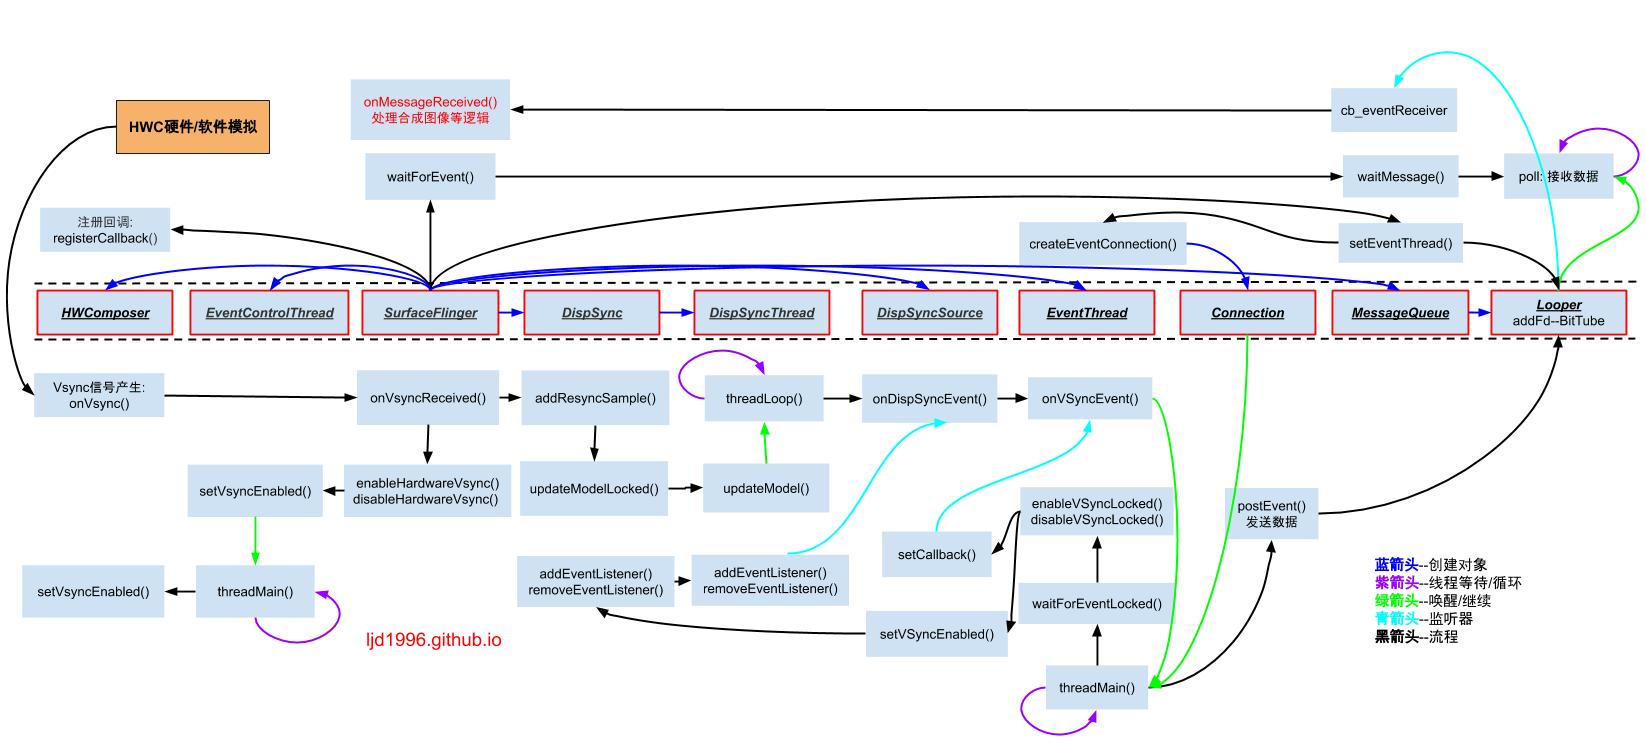 onMessageReceived()
处理合成图像等逻辑
cb_eventReceiver
HWC硬件/软件模拟
waitForEvent()
waitMessage()
poll: 接收数据
注册回调:
registerCallback()
createEventConnection()
setEventThread()
HWComposer
EventControlThread
SurfaceFlinger
DispSync
DispSyncThread
DispSyncSource
EventThread
Connection
MessageQueue
Looper
addFd--BitTube
Vsync信号产生:
onVsync()
onVsyncReceived()
addResyncSample()
threadLoop()
onDispSyncEvent()
onVSyncEvent()
setVsyncEnabled()
enableHardwareVsync()
disableHardwareVsync()
updateModelLocked()
updateModel()
enableVSyncLocked()
disableVSyncLocked()
postEvent()
发送数据
setCallback()
setVsyncEnabled()
threadMain()
addEventListener()
removeEventListener()
addEventListener()
removeEventListener()
waitForEventLocked()
setVSyncEnabled()
threadMain()
ljd1996.github.io
蓝箭头--创建对象
紫箭头--线程等待/循环
绿箭头--唤醒/继续
青箭头--监听器
黑箭头--流程